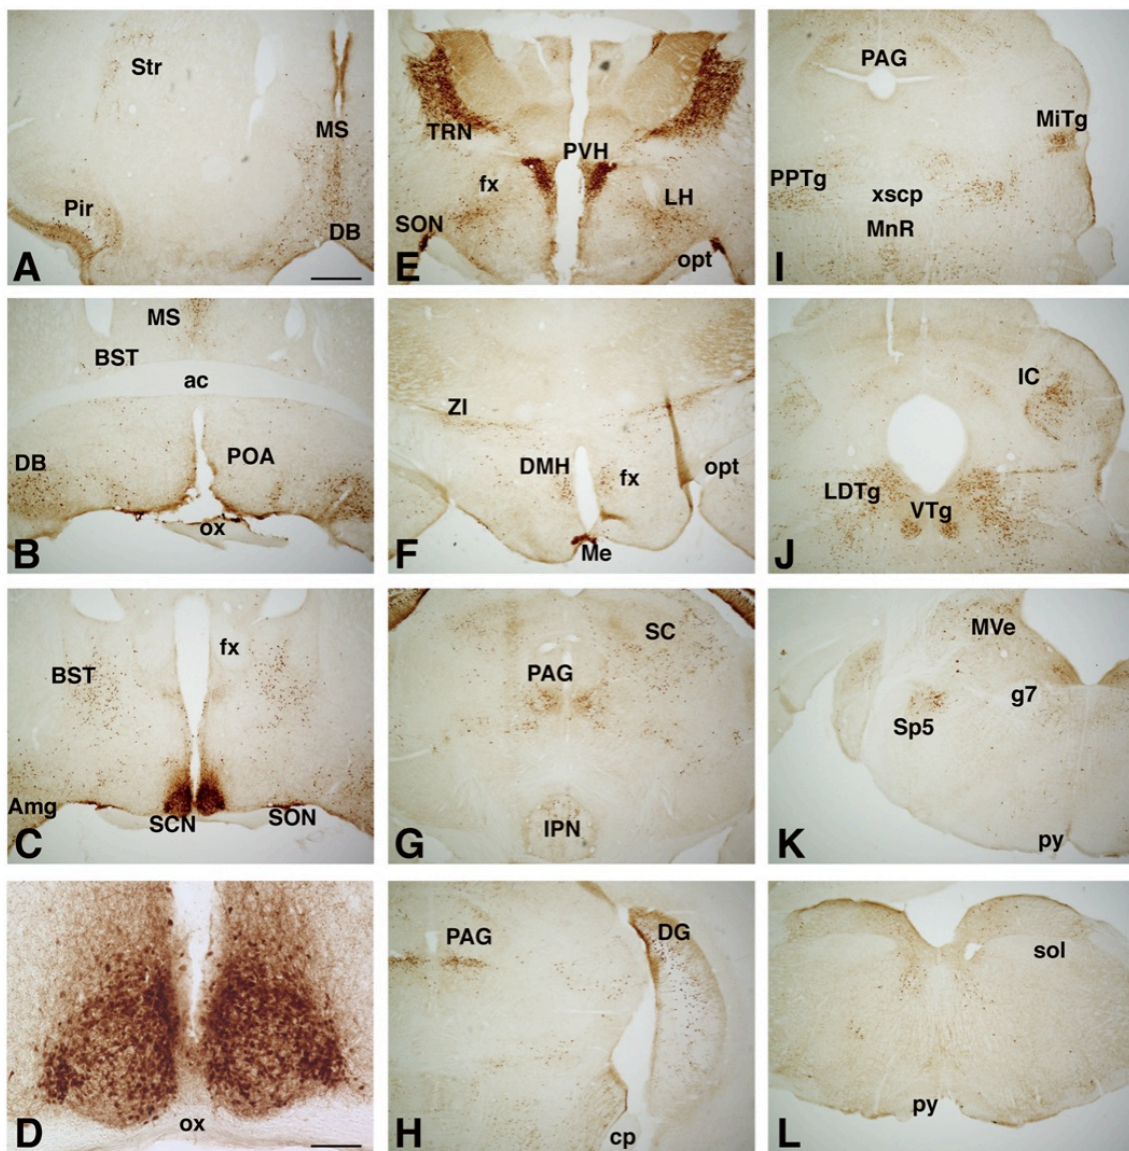 Str
MS
Pir
DB
A
MS
BST
ac
DB
POA
ox
B
fx
BST
Amg
SCN
SON
C
ox
D
TRN
PVH
fx
LH
SON
opt
E
ZI
DMH
fx
opt
Me
F
SC
PAG
IPN
G
PAG
DG
cp
H
PAG
MiTg
PPTg
xscp
MnR
I
IC
LDTg
VTg
J
MVe
g7
Sp5
py
K
sol
py
L